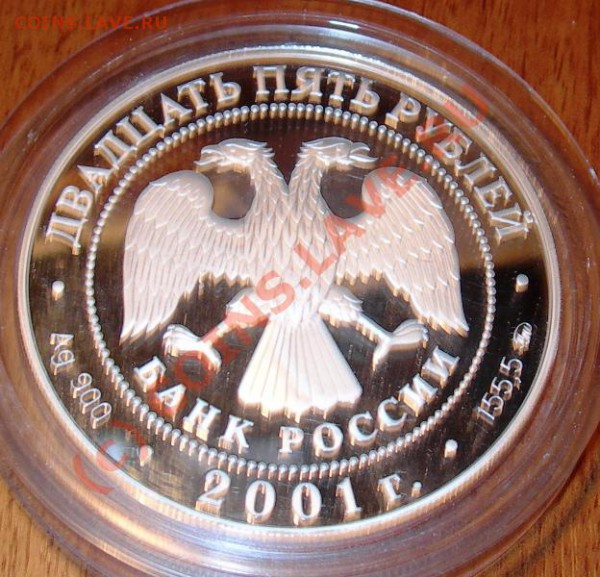 COINS.LAVE.RU
ДВАДЦАТЬ ПЯТЬ РУБЛЕЙ
БАНК РОССИИ
Ag 900
155,5
2001 г.
(c) COINS.LAVE.RU